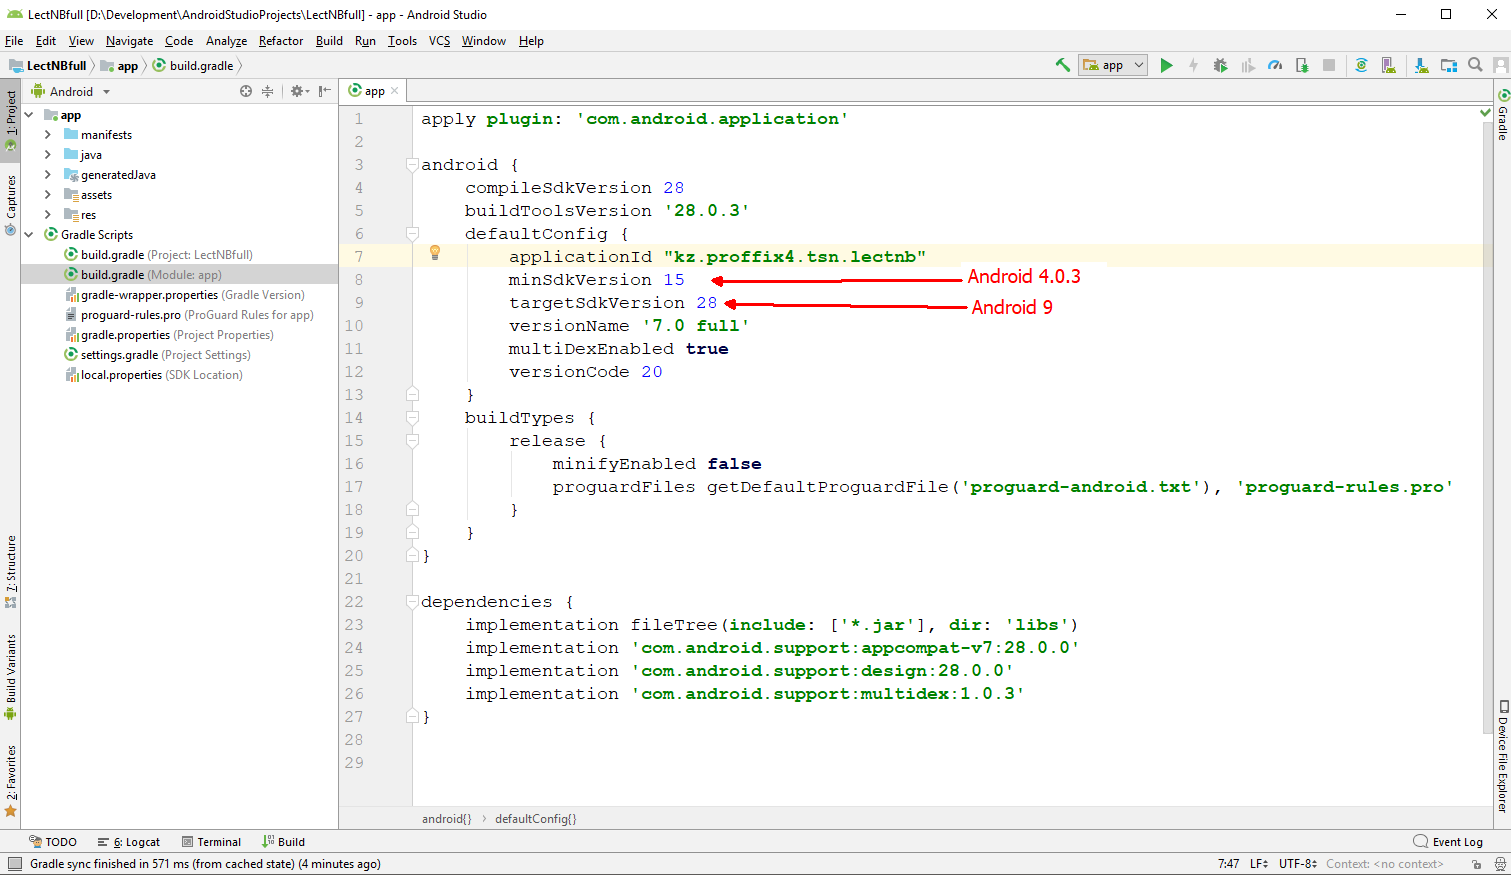 LectNBfull [D:\Development\AndroidStudioProjects\LectNBfull] - app - Android Studio
File Edit View Navigate Code Analyze Refactor Build Run Tools VCS Window Help
LectNBfull app build.gradle
app
1: Project
Captures
7: Structure
Build Variants
2: Favorites
Android
app
manifests
java
generatedJava
assets
res
Gradle Scripts
build.gradle (Project: LectNBfull)
build.gradle (Module: app)
gradle-wrapper.properties (Gradle Version)
proguard-rules.pro (ProGuard Rules for app)
gradle.properties (Project Properties)
settings.gradle (Project Settings)
local.properties (SDK Location)
app
1 apply plugin: 'com.android.application'
2
3 android {
4 compileSdkVersion 28
5 buildToolsVersion '28.0.3'
6 defaultConfig {
7 applicationId "kz.proffix4.tsn.lectnb"
8 minSdkVersion 15 Android 4.0.3
9 targetSdkVersion 28 Android 9
10 versionName '7.0 full'
11 multiDexEnabled true
12 versionCode 20
13 }
14 buildTypes {
15 release {
16 minifyEnabled false
17 proguardFiles getDefaultProguardFile('proguard-android.txt'), 'proguard-rules.pro'
18 }
19 }
20 }
21
22 dependencies {
23 implementation fileTree(include: ['*.jar'], dir: 'libs')
24 implementation 'com.android.support:appcompat-v7:28.0.0'
25 implementation 'com.android.support:design:28.0.0'
26 implementation 'com.android.support:multidex:1.0.3'
27 }
28
29
android{} › defaultConfig{}
Gradle
Device File Explorer
TODO 6: Logcat Terminal Build Event Log
Gradle sync finished in 571 ms (from cached state) (4 minutes ago) 7:47 LF UTF-8 Context: <no context>